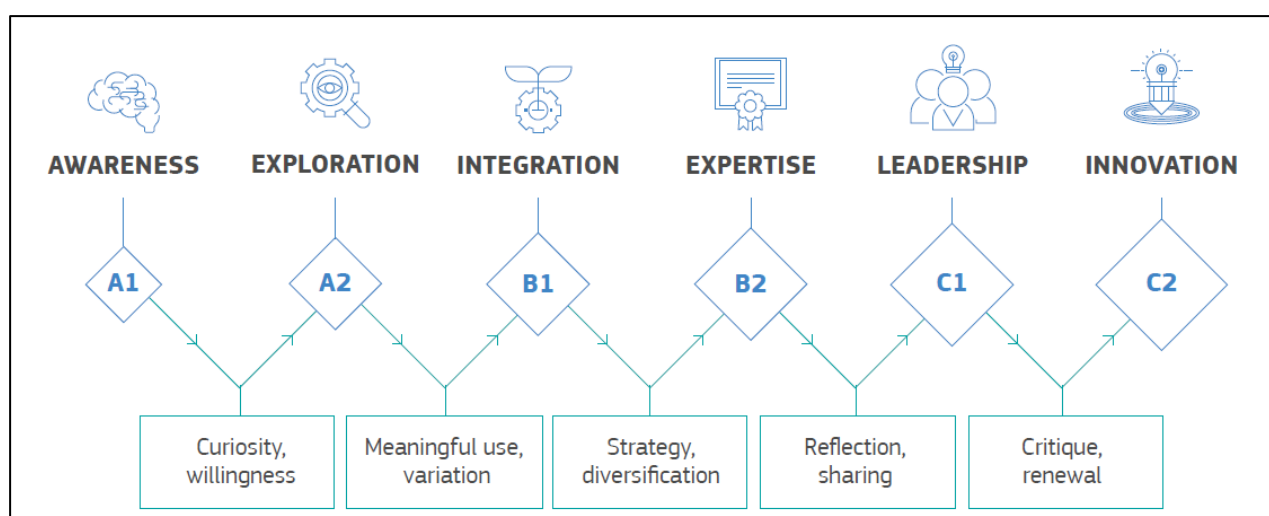 AWARENESS
EXPLORATION
INTEGRATION
EXPERTISE
LEADERSHIP
INNOVATION
A1
A2
B1
B2
C1
C2
Curiosity,
willingness
Meaningful use,
variation
Strategy,
diversification
Reflection,
sharing
Critique,
renewal